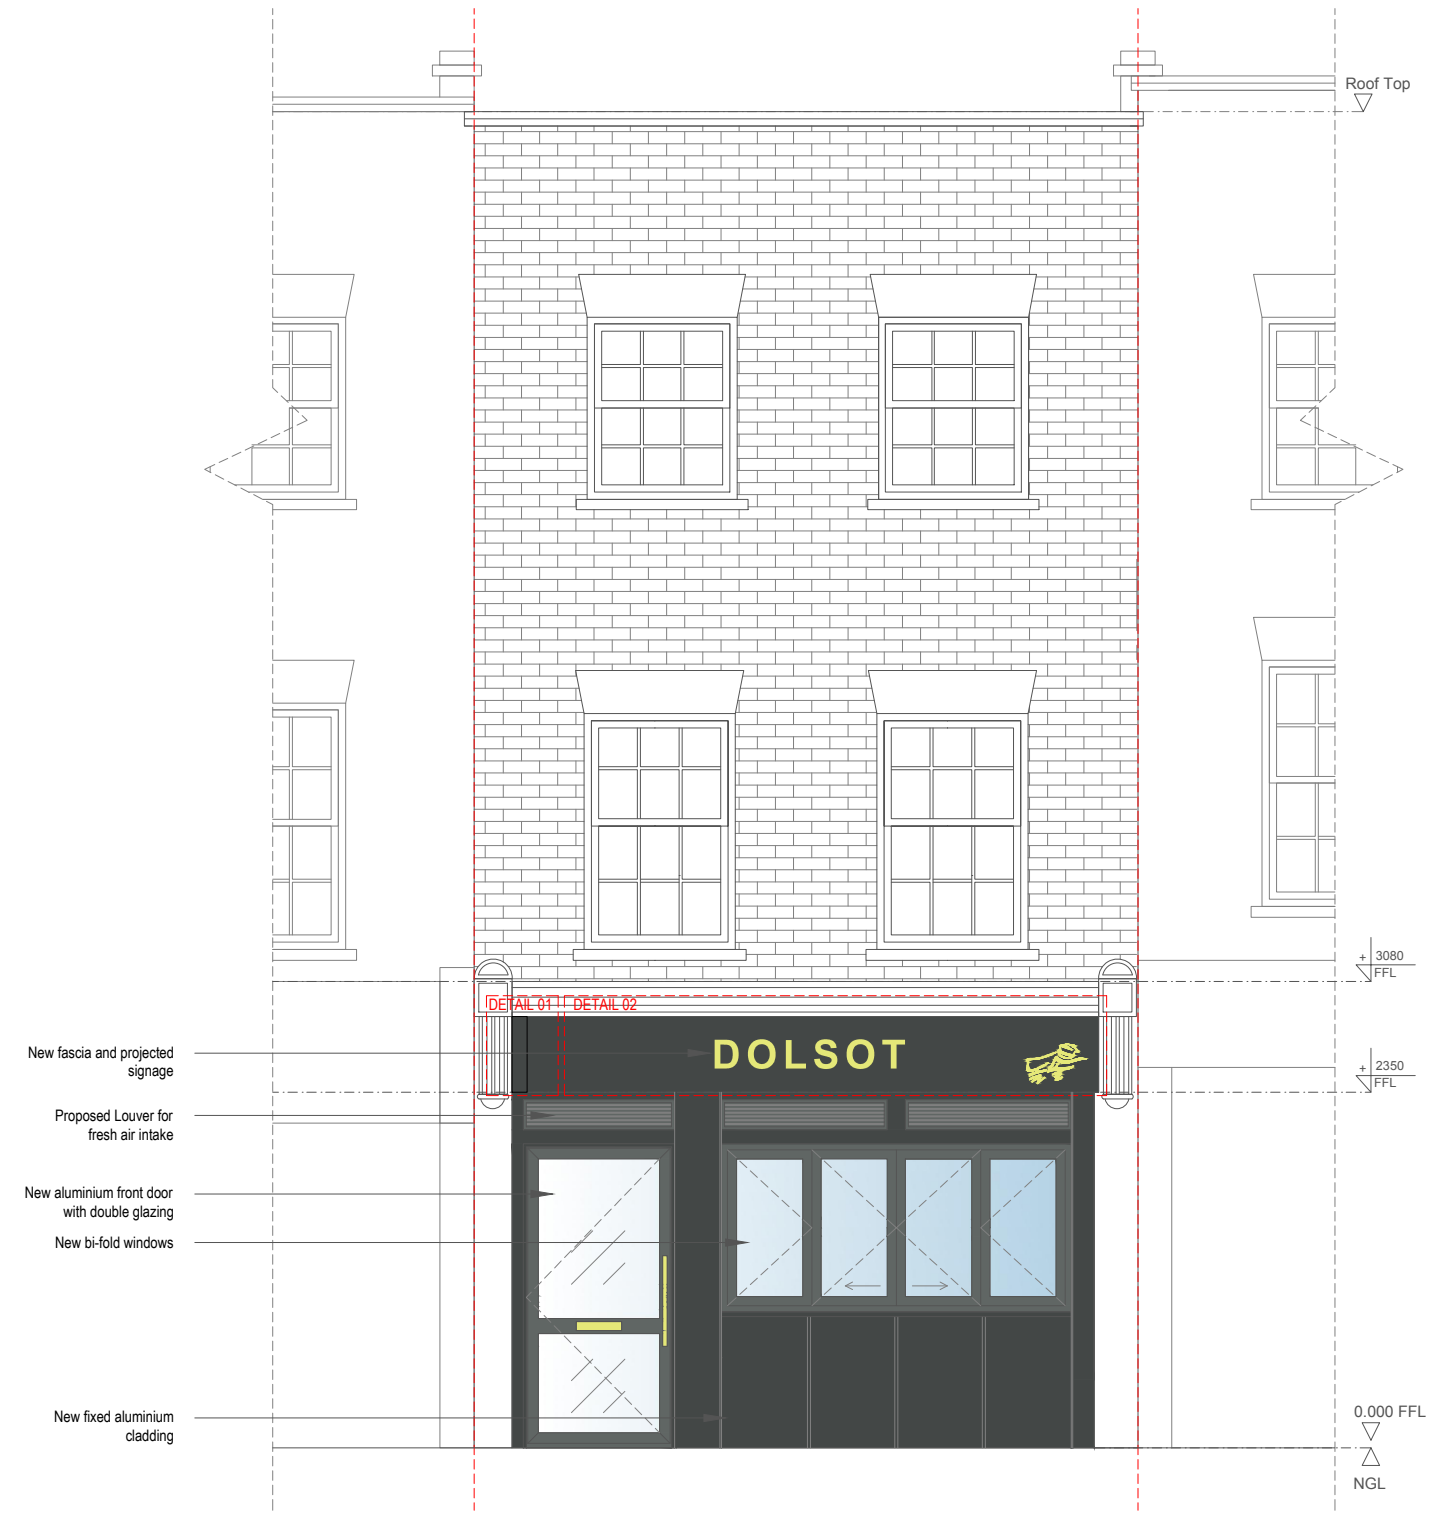 Roof Top
+ 3080
FFL
DETAIL 01
DETAIL 02
New fascia and projected
signage
DOLSOT
+ 2350
FFL
Proposed Louver for
fresh air intake
New aluminium front door
with double glazing
New bi-fold windows
New fixed aluminium
cladding
0.000 FFL
NGL